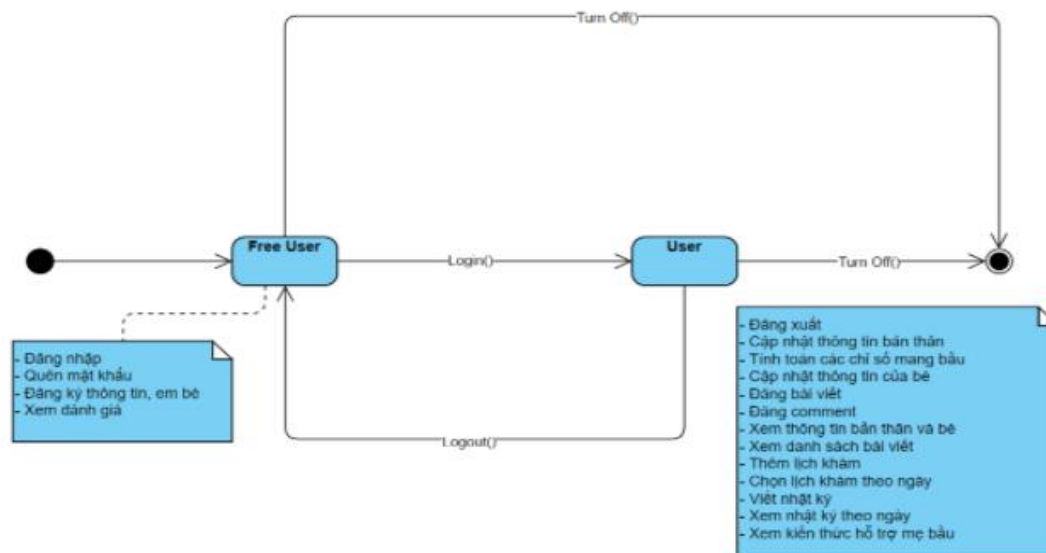 Turn Off()
Free User
Login()
User
Turn Off()
Logout()
- Đăng nhập
- Quên mật khẩu
- Đăng ký thông tin, em bé
- Xem đánh giá
- Đăng xuất
- Cập nhật thông tin bản thân
- Tính toán các chỉ số mang bầu
- Cập nhật thông tin của bé
- Đăng bài viết
- Đăng comment
- Xem thông tin bản thân và bé
- Xem danh sách bài viết
- Thêm lịch khám
- Chọn lịch khám theo ngày
- Viết nhật ký
- Xem nhật ký theo ngày
- Xem kiến thức hỗ trợ mẹ bầu